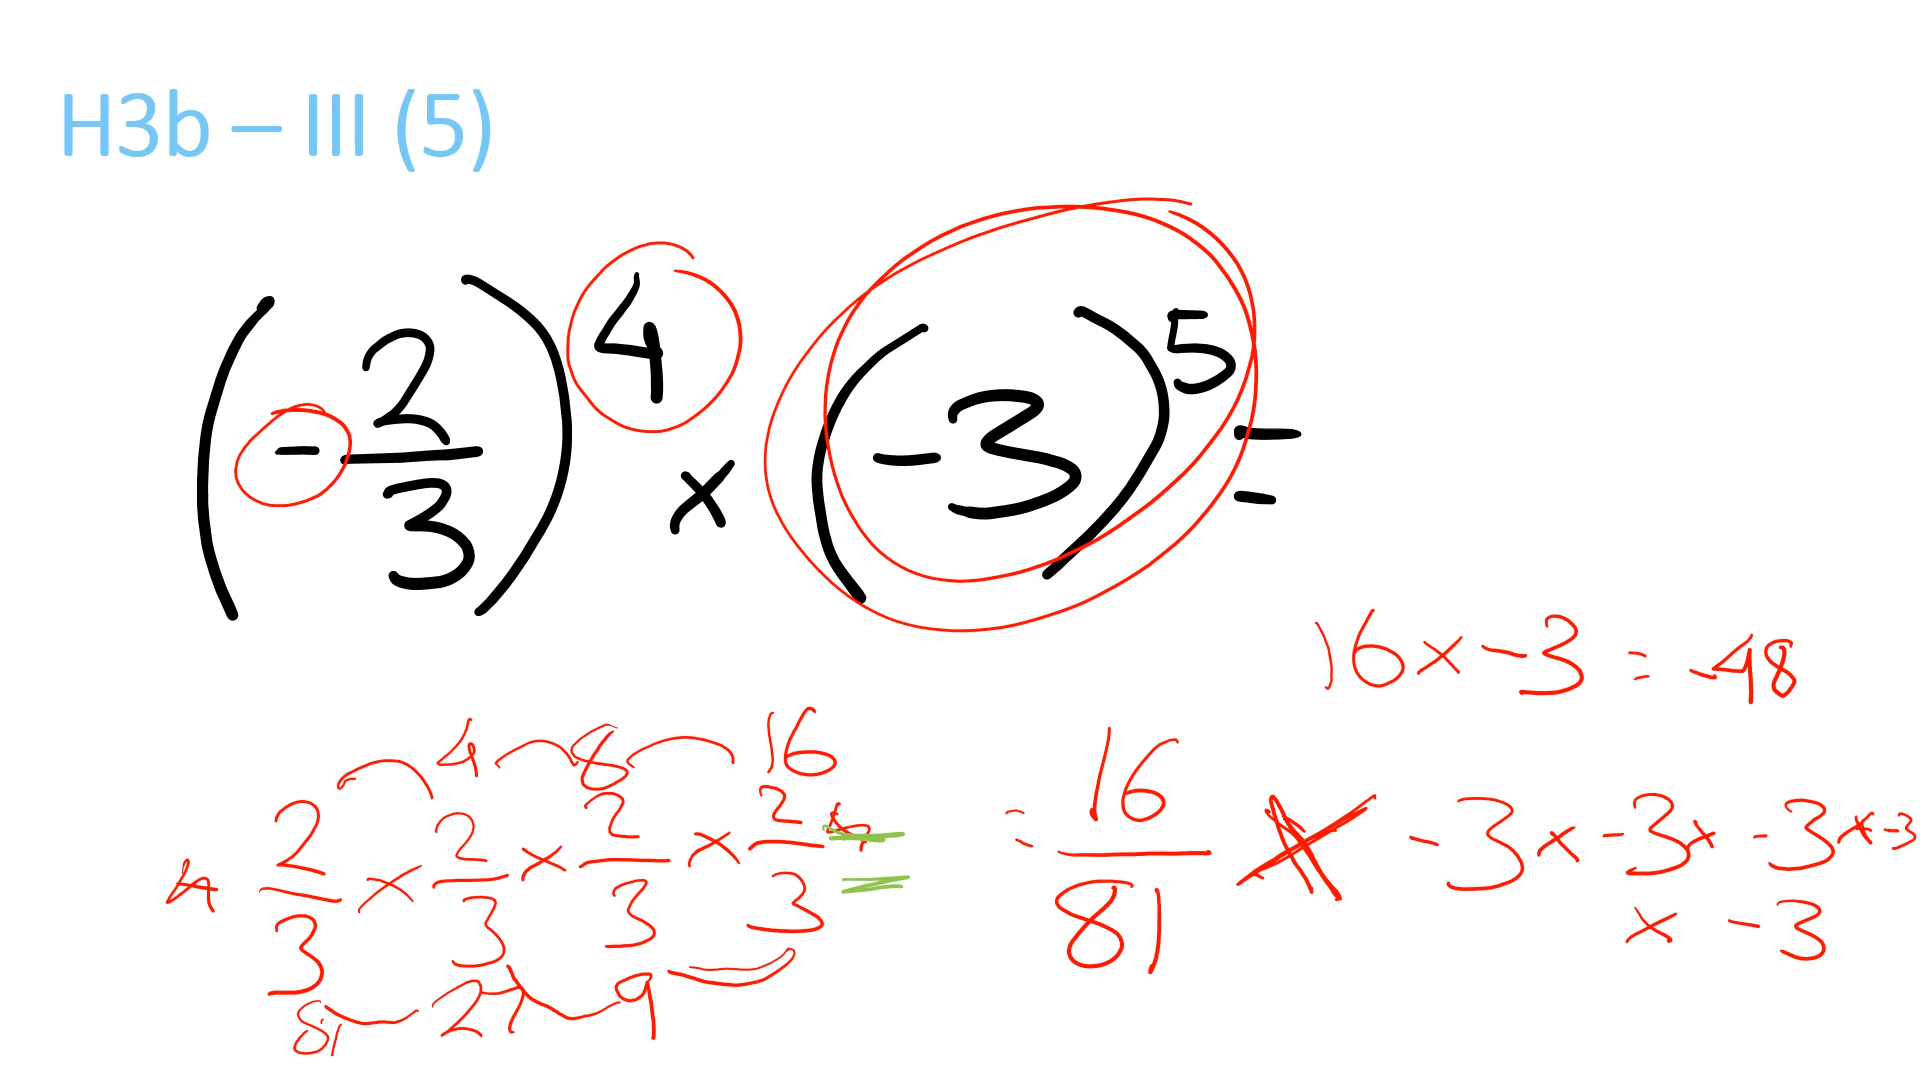 H3b – III (5)
(-2/3)^4 × (-3)^5 =
16 × -3 = -48
4 8 16
4 2/3 × 2/3 × 2/3 × 2/3 = = 16/81 × -3 × -3 × -3 × -3
× -3
81 27 9